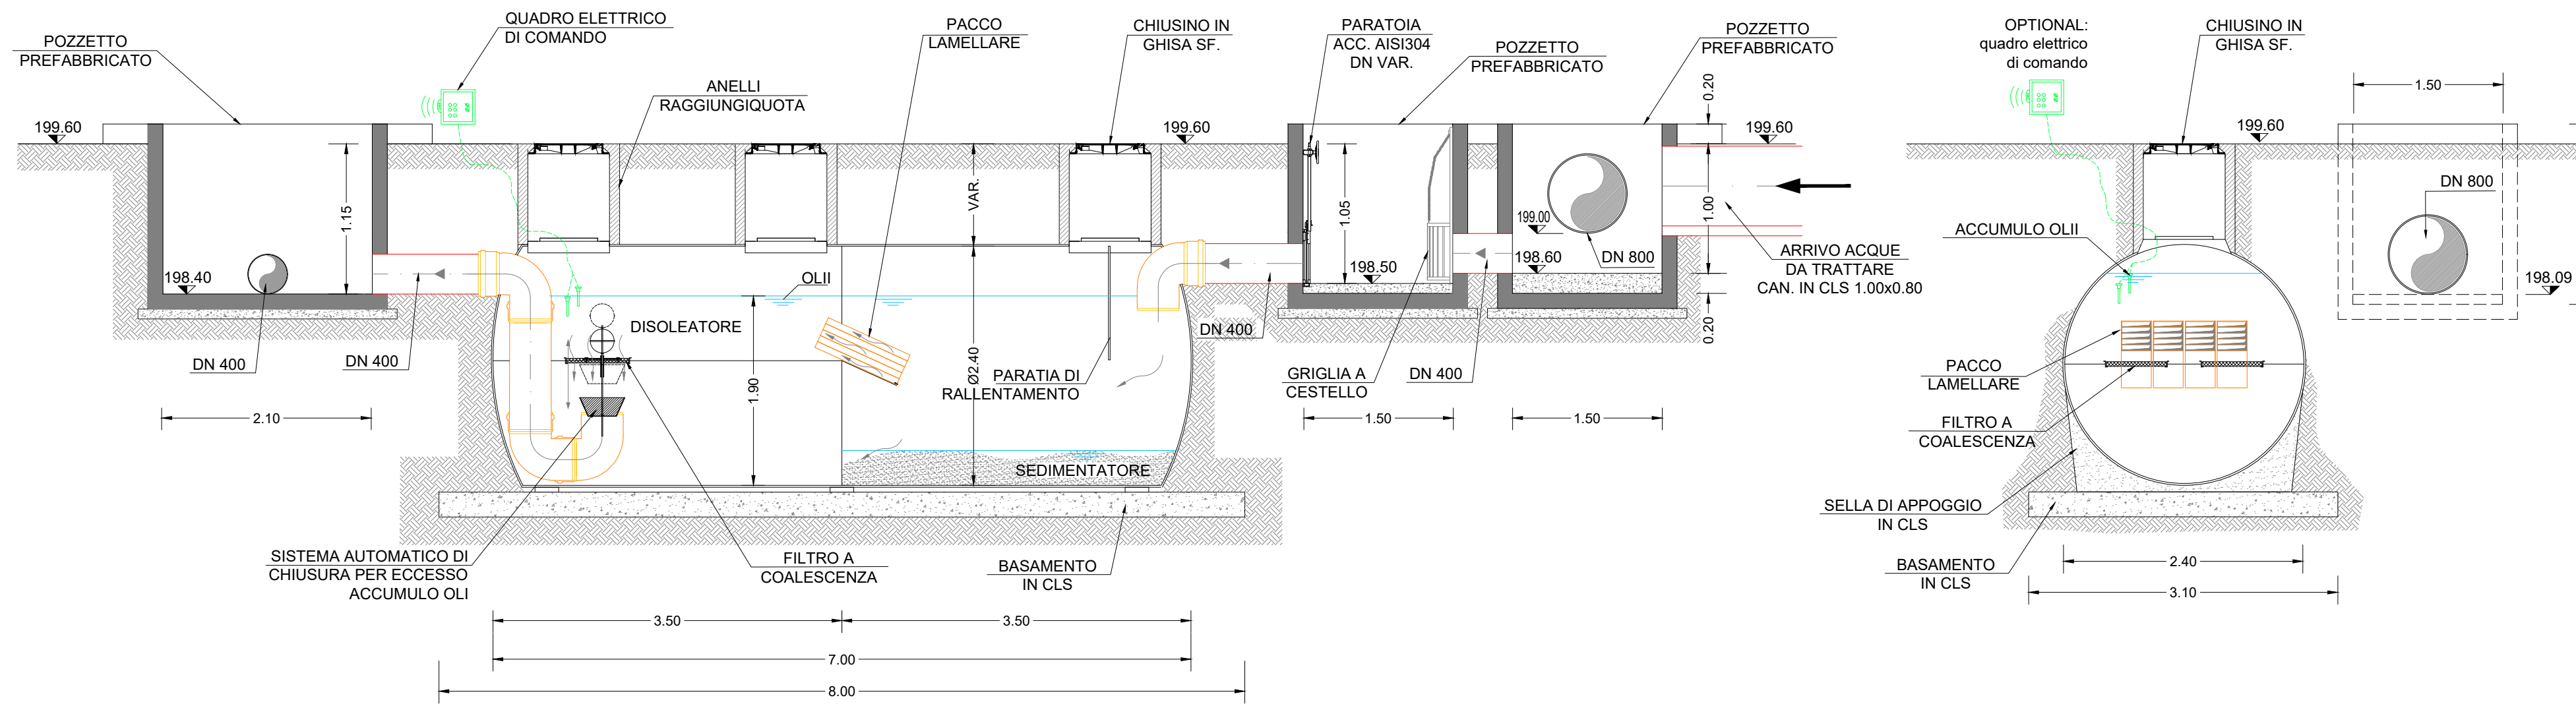 QUADRO ELETTRICO
DI COMANDO
POZZETTO
PREFABBRICATO
PACCO
LAMELLARE
CHIUSINO IN
GHISA SF.
PARATOIA
ACC. AISI304
DN VAR.
POZZETTO
PREFABBRICATO
POZZETTO
PREFABBRICATO
OPTIONAL:
quadro elettrico
di comando
CHIUSINO IN
GHISA SF.
ANELLI
RAGGIUNGIQUOTA
199.60
199.60
199.60
199.60
0.20
1.50
1.15
VAR.
1.05
1.00
199.00
198.60
198.50
198.40
DN 800
DN 800
ARRIVO ACQUE
DA TRATTARE
CAN. IN CLS 1.00x0.80
0.20
ACCUMULO OLII
198.09
OLII
DISOLEATORE
DN 400
DN 400
DN 400
DN 400
1.90
Ø2.40
PARATIA DI
RALLENTAMENTO
GRIGLIA A
CESTELLO
2.10
1.50
1.50
SEDIMENTATORE
PACCO
LAMELLARE
FILTRO A
COALESCENZA
SELLA DI APPOGGIO
IN CLS
BASAMENTO
IN CLS
2.40
3.10
SISTEMA AUTOMATICO DI
CHIUSURA PER ECCESSO
ACCUMULO OLI
FILTRO A
COALESCENZA
BASAMENTO
IN CLS
3.50
3.50
7.00
8.00